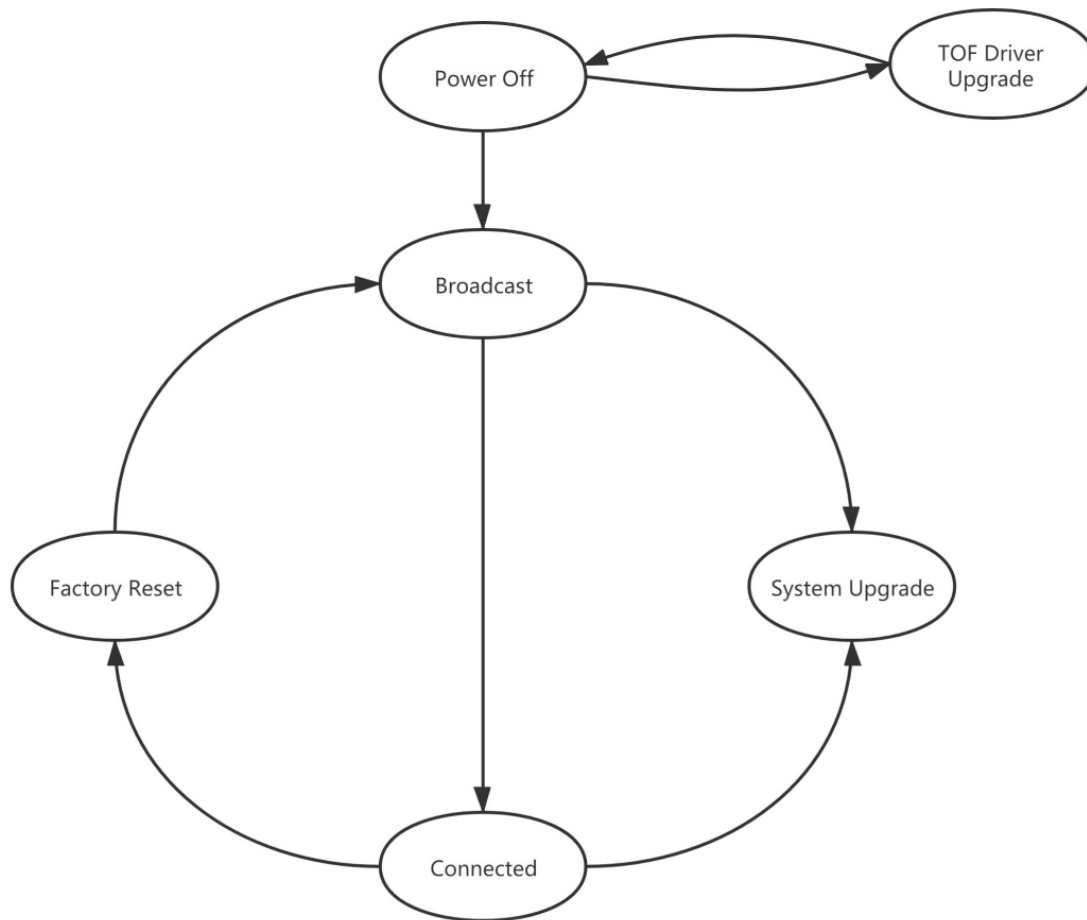 Power Off
TOF Driver
Upgrade
Broadcast
Factory Reset
System Upgrade
Connected